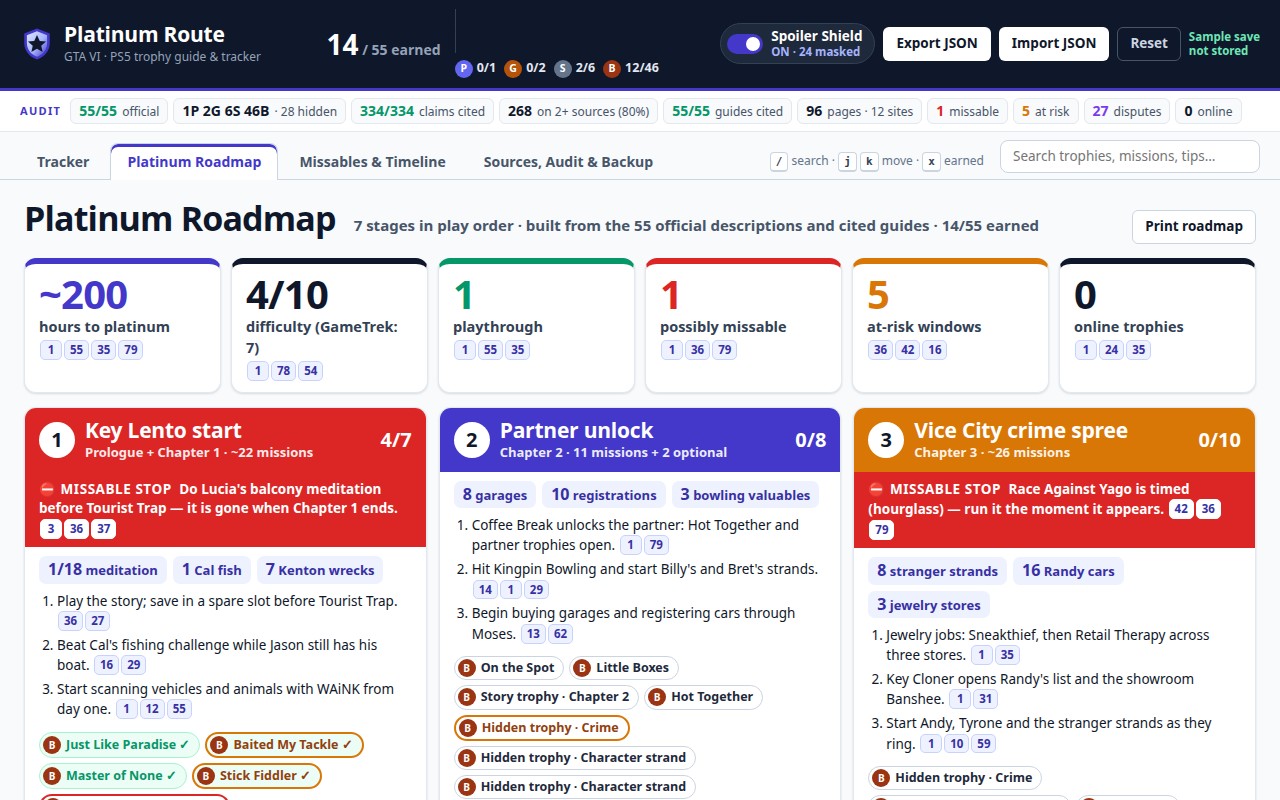 Platinum Route
GTA VI · PS5 trophy guide & tracker
14 / 55 earned
P 0/1 G 0/2 S 2/6 B 12/46
Spoiler Shield
ON · 24 masked
Export JSON
Import JSON
Reset
Sample save
not stored
AUDIT 55/55 official 1P 2G 6S 46B · 28 hidden 334/334 claims cited 268 on 2+ sources (80%) 55/55 guides cited 96 pages · 12 sites 1 missable 5 at risk 27 disputes 0 online
Tracker Platinum Roadmap Missables & Timeline Sources, Audit & Backup / search · j k move · x earned Search trophies, missions, tips...
Platinum Roadmap 7 stages in play order · built from the 55 official descriptions and cited guides · 14/55 earned Print roadmap
~200
hours to platinum
1 55 35 79
4/10
difficulty (GameTrek:
7)
1 78 54
1
playthrough
1 55 35
1
possibly missable
1 36 79
5
at-risk windows
36 42 16
0
online trophies
1 24 35
1 Key Lento start 4/7
Prologue + Chapter 1 · ~22 missions
⛔ MISSABLE STOP Do Lucia's balcony meditation
before Tourist Trap — it is gone when Chapter 1 ends.
3 36 37
1/18 meditation 1 Cal fish 7 Kenton wrecks
1. Play the story; save in a spare slot before Tourist Trap.
36 27
2. Beat Cal's fishing challenge while Jason still has his
boat. 16 29
3. Start scanning vehicles and animals with WAiNK from
day one. 1 12 55
B Just Like Paradise ✓ B Baited My Tackle ✓
B Master of None ✓ B Stick Fiddler ✓
2 Partner unlock 0/8
Chapter 2 · 11 missions + 2 optional
8 garages 10 registrations 3 bowling valuables
1. Coffee Break unlocks the partner: Hot Together and
partner trophies open. 1 79
2. Hit Kingpin Bowling and start Billy's and Bret's strands.
14 1 29
3. Begin buying garages and registering cars through
Moses. 13 62
B On the Spot B Little Boxes
B Story trophy · Chapter 2 B Hot Together
B Hidden trophy · Crime
B Hidden trophy · Character strand
B Hidden trophy · Character strand
3 Vice City crime spree 0/10
Chapter 3 · ~26 missions
⛔ MISSABLE STOP Race Against Yago is timed
(hourglass) — run it the moment it appears. 42 36
79
8 stranger strands 16 Randy cars
3 jewelry stores
1. Jewelry jobs: Sneakthief, then Retail Therapy across
three stores. 1 35
2. Key Cloner opens Randy's list and the showroom
Banshee. 1 31
3. Start Andy, Tyrone and the stranger strands as they
ring. 1 10 59
B Hidden trophy · Crime